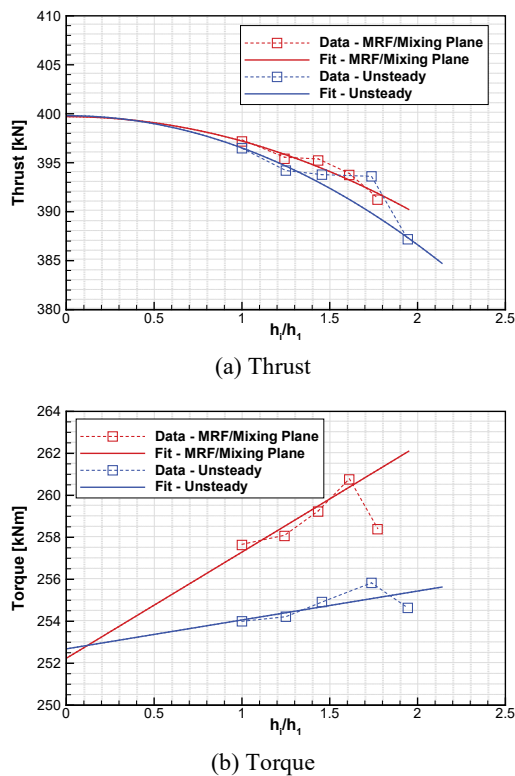 410
405
400
395
390
385
380
Thrust [kN]
Data - MRF/Mixing Plane
Fit - MRF/Mixing Plane
Data - Unsteady
Fit - Unsteady
0 0.5 1 1.5 2 2.5
hᵢ/h₁
(a) Thrust
264
262
260
258
256
254
252
250
Torque [kNm]
Data - MRF/Mixing Plane
Fit - MRF/Mixing Plane
Data - Unsteady
Fit - Unsteady
0 0.5 1 1.5 2 2.5
hᵢ/h₁
(b) Torque